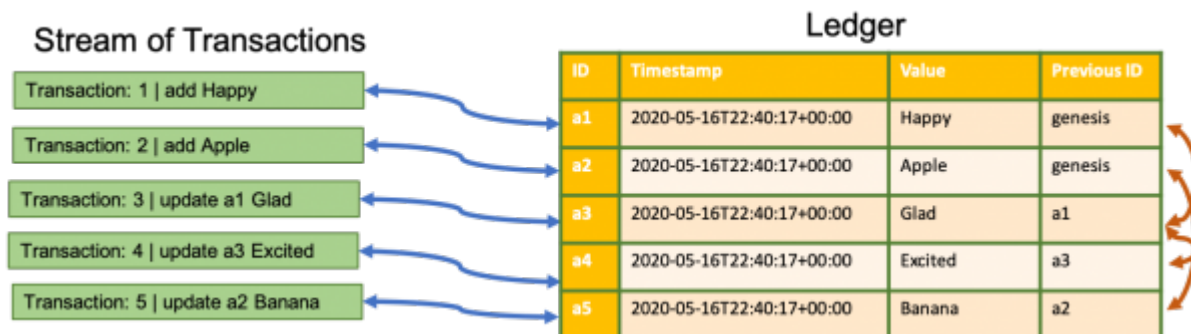 Stream of Transactions
Transaction: 1 | add Happy
Transaction: 2 | add Apple
Transaction: 3 | update a1 Glad
Transaction: 4 | update a3 Excited
Transaction: 5 | update a2 Banana
Ledger
ID Timestamp Value Previous ID
a1 2020-05-16T22:40:17+00:00 Happy genesis
a2 2020-05-16T22:40:17+00:00 Apple genesis
a3 2020-05-16T22:40:17+00:00 Glad a1
a4 2020-05-16T22:40:17+00:00 Excited a3
a5 2020-05-16T22:40:17+00:00 Banana a2